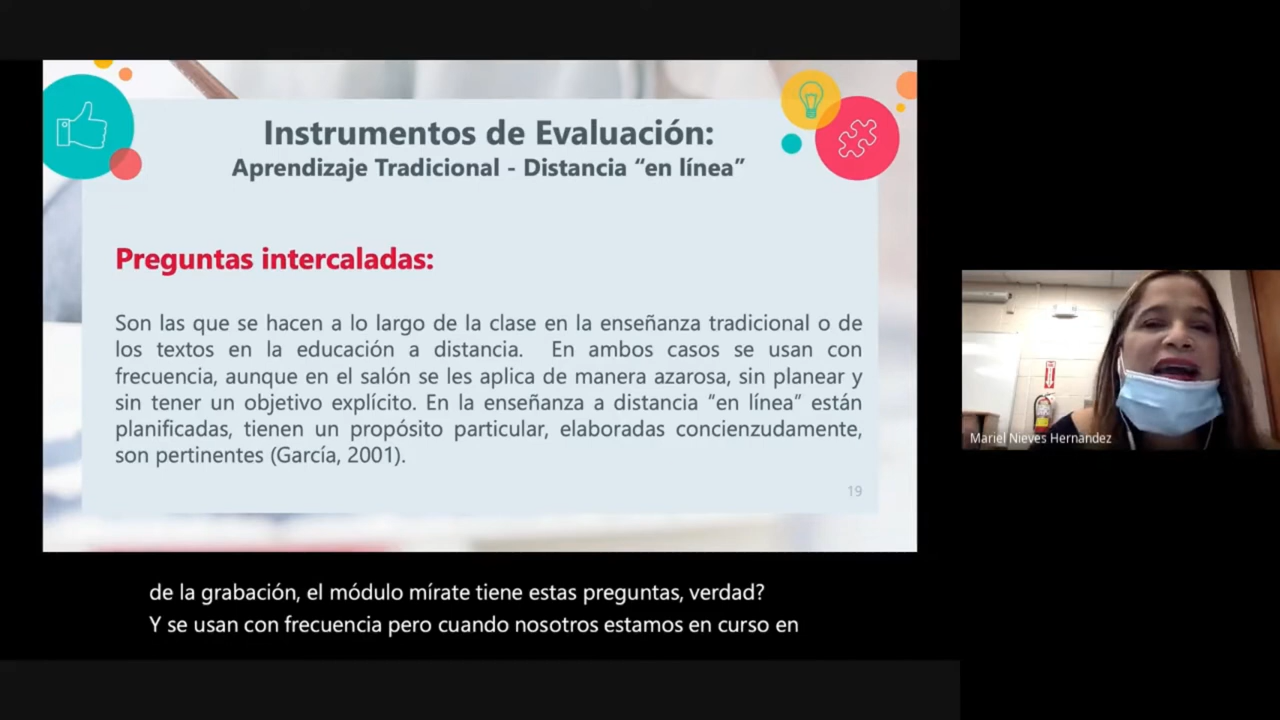 Instrumentos de Evaluación:
Aprendizaje Tradicional - Distancia “en línea”
Preguntas intercaladas:
Son las que se hacen a lo largo de la clase en la enseñanza tradicional o de
los textos en la educación a distancia. En ambos casos se usan con
frecuencia, aunque en el salón se les aplica de manera azarosa, sin planear y
sin tener un objetivo explícito. En la enseñanza a distancia “en línea” están
planificadas, tienen un propósito particular, elaboradas concienzudamente,
son pertinentes (García, 2001).
19
Mariel Nieves Hernandez
de la grabación, el módulo mírate tiene estas preguntas, verdad?
Y se usan con frecuencia pero cuando nosotros estamos en curso en